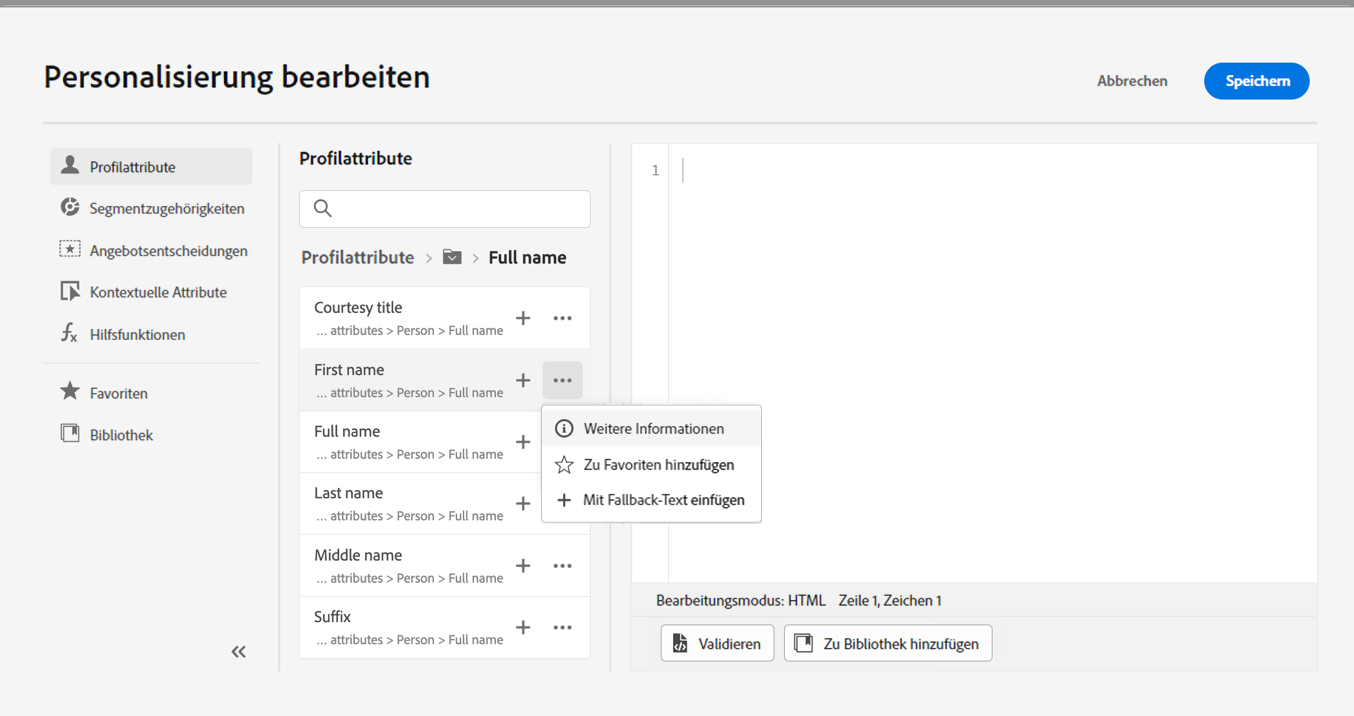 Personalisierung bearbeiten
Abbrechen
Speichern
Profilattribute
Segmentzugehörigkeiten
Angebotsentscheidungen
Kontextuelle Attribute
Hilfsfunktionen
Favoriten
Bibliothek
Profilattribute
Profilattribute > > Full name
Courtesy title
... attributes > Person > Full name
First name
... attributes > Person > Full name
Full name
... attributes > Person > Full name
Last name
... attributes > Person > Full name
Middle name
... attributes > Person > Full name
Suffix
... attributes > Person > Full name
Weitere Informationen
Zu Favoriten hinzufügen
Mit Fallback-Text einfügen
1
Bearbeitungsmodus: HTML Zeile 1, Zeichen 1
Validieren
Zu Bibliothek hinzufügen